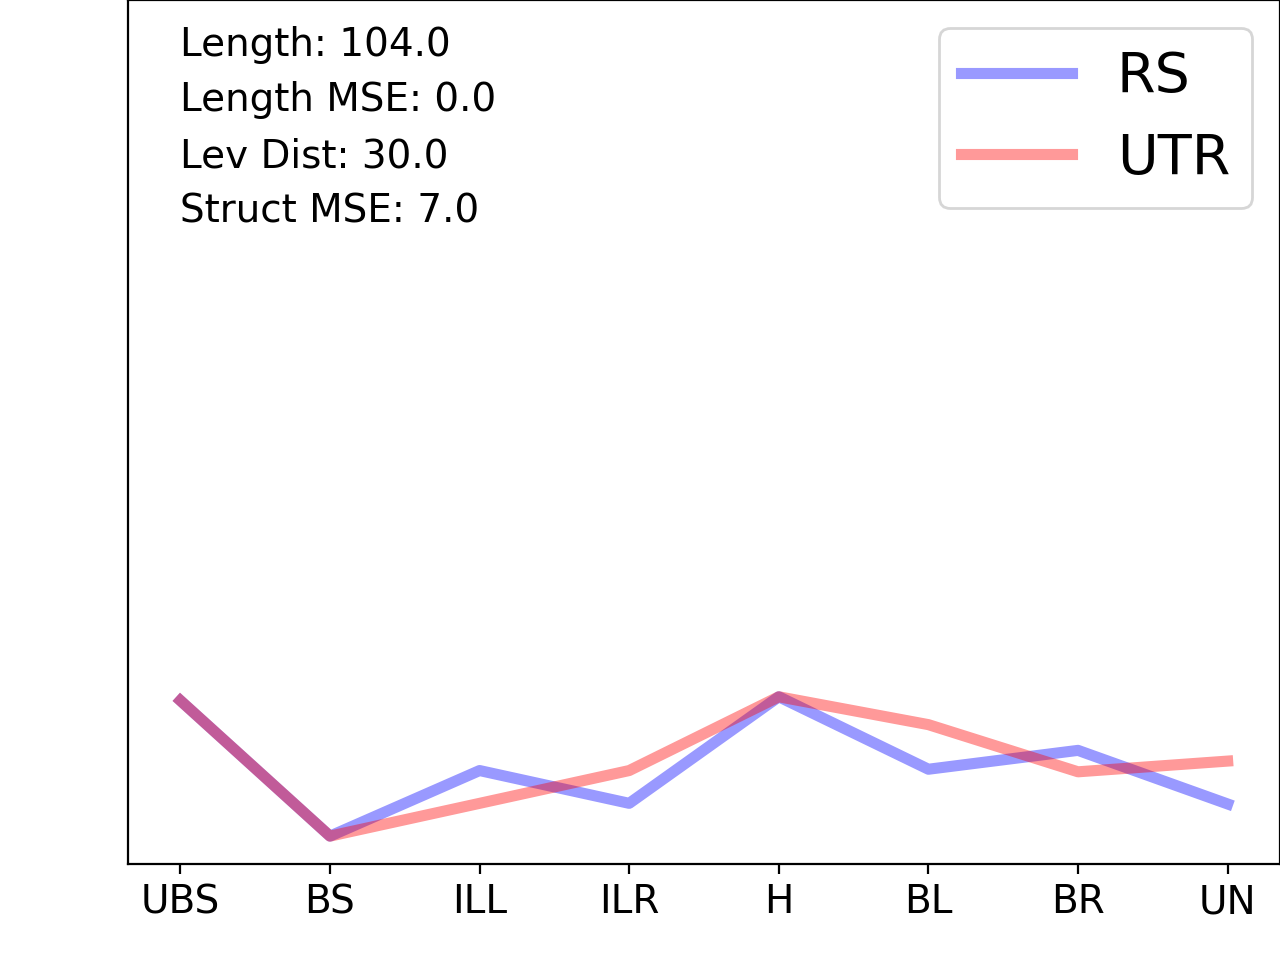 Length: 104.0
Length MSE: 0.0
Lev Dist: 30.0
Struct MSE: 7.0
RS
UTR
UBS BS ILL ILR H BL BR UN